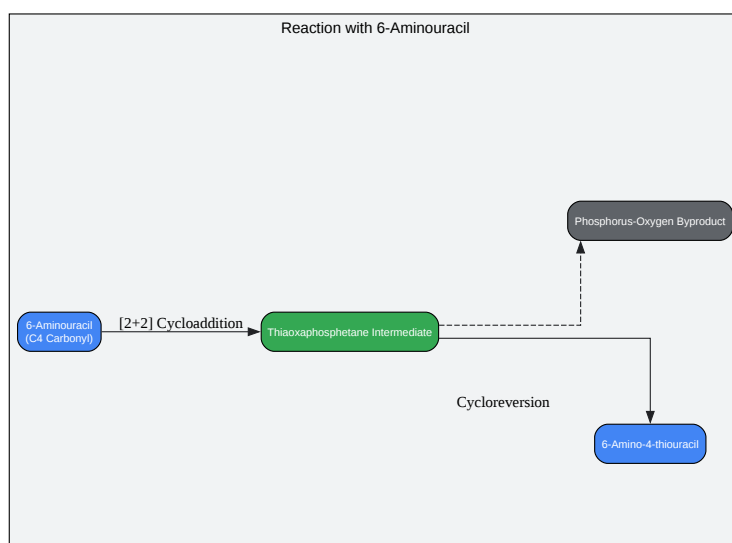 Reaction with 6-Aminouracil
Phosphorus-Oxygen Byproduct
6-Aminouracil
(C4 Carbonyl)
[2+2] Cycloaddition
Thiaoxaphosphetane Intermediate
Cycloreversion
6-Amino-4-thiouracil